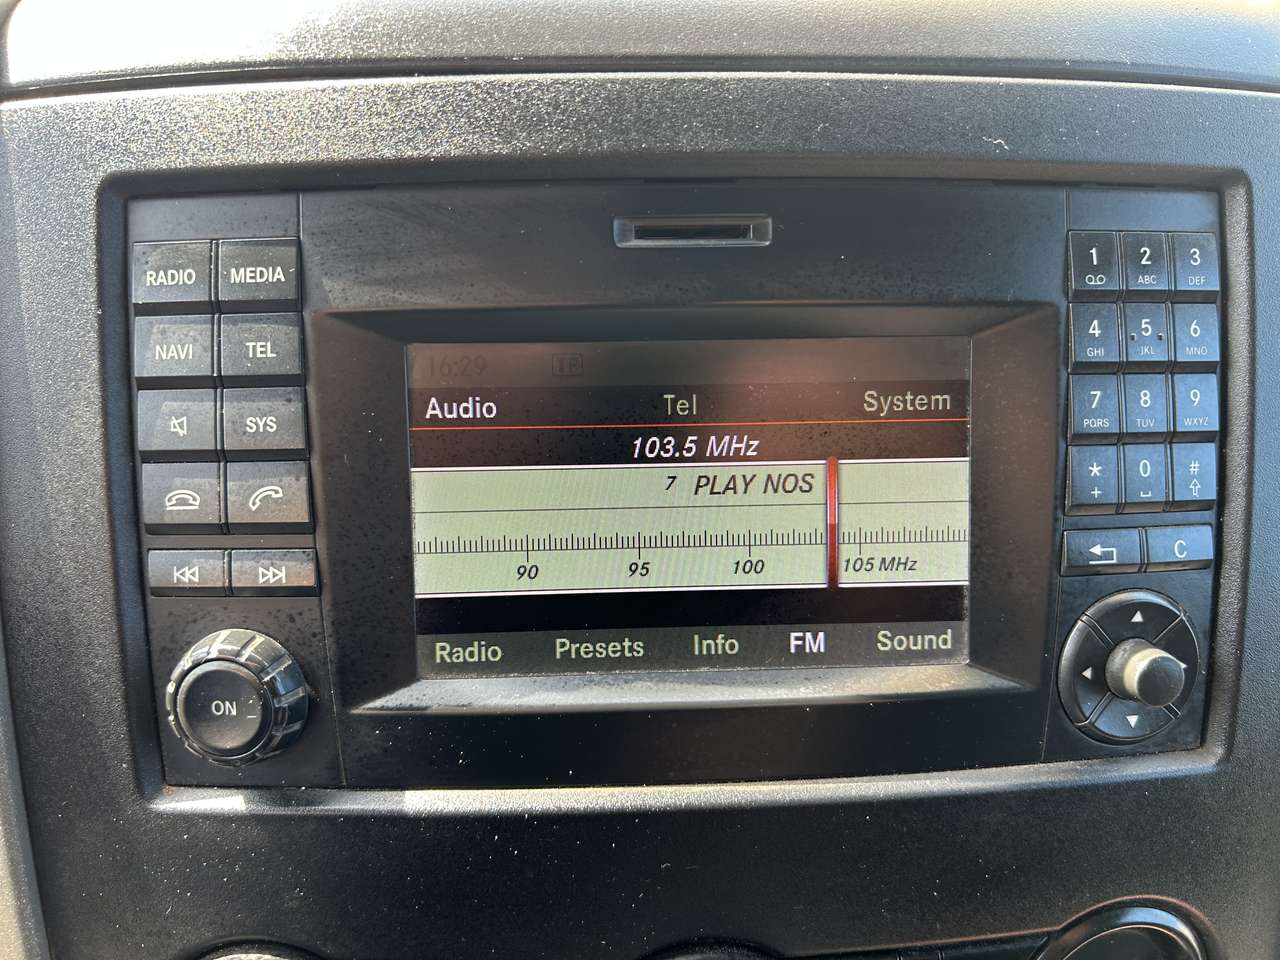 RADIO MEDIA
NAVI TEL
SYS
ON
16:29 TP
Audio Tel System
103.5 MHz
7 PLAY NOS
90 95 100 105 MHz
Radio Presets Info FM Sound
1 2 ABC 3 DEF
4 GHI 5 JKL 6 MNO
7 PQRS 8 TUV 9 WXYZ
* + 0 #
C